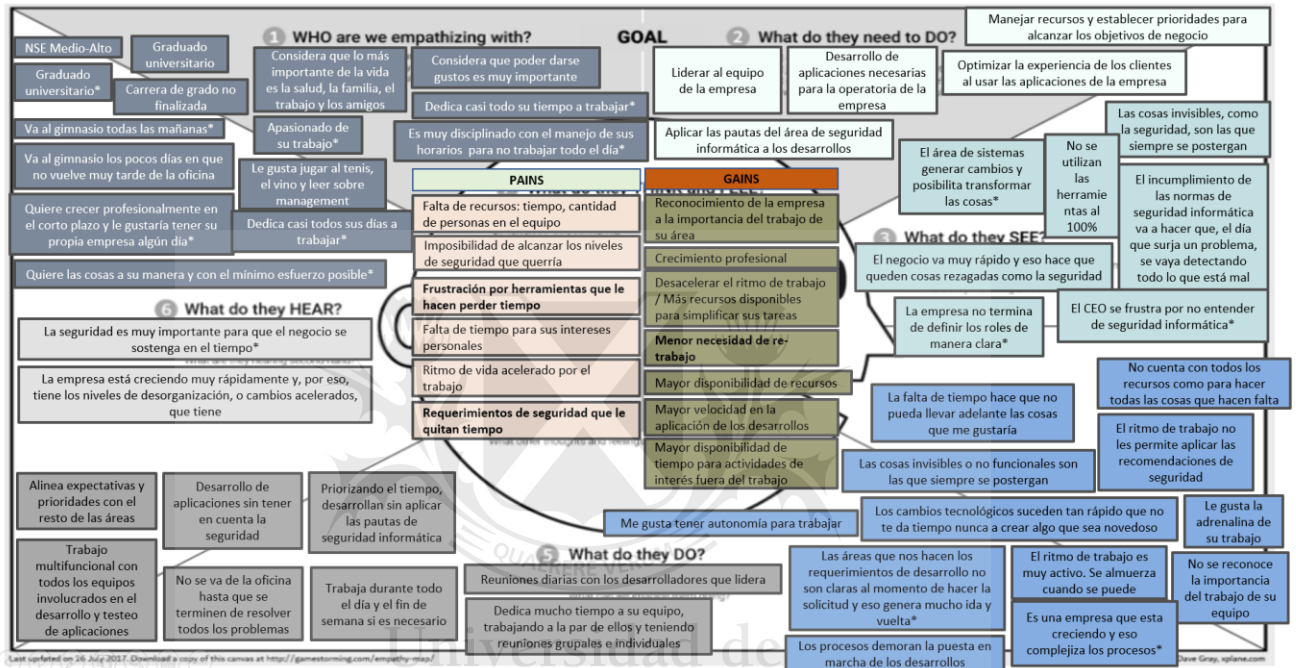 1 WHO are we empathizing with?
GOAL
2 What do they need to DO?
Manejar recursos y establecer prioridades para
alcanzar los objetivos de negocio
NSE Medio-Alto
Graduado
universitario
Graduado
universitario*
Carrera de grado no
finalizada
Considera que lo más
importante de la vida
es la salud, la familia, el
trabajo y los amigos
Considera que poder darse
gustos es muy importante
Dedica casi todo su tiempo a trabajar*
Va al gimnasio todas las mañanas*
Apasionado de
su trabajo*
Es muy disciplinado con el manejo de sus
horarios para no trabajar todo el día*
Va al gimnasio los pocos días en que
no vuelve muy tarde de la oficina
Le gusta jugar al tenis,
el vino y leer sobre
management
Quiere crecer profesionalmente en
el corto plazo y le gustaría tener su
propia empresa algún día*
Dedica casi todos sus días a
trabajar*
Quiere las cosas a su manera y con el mínimo esfuerzo posible*
Liderar al equipo
de la empresa
Desarrollo de
aplicaciones necesarias
para la operatoria de la
empresa
Optimizar la experiencia de los clientes
al usar las aplicaciones de la empresa
Aplicar las pautas del área de seguridad
informática a los desarrollos
Las cosas invisibles, como
la seguridad, son las que
siempre se postergan
El área de sistemas
generar cambios y
posibilita transformar
las cosas*
No se
utilizan
las
herramie
ntas al
100%
El incumplimiento de
las normas de
seguridad informática
va a hacer que, el día
que surja un problema,
se vaya detectando
todo lo que está mal
3 What do they SEE?
El negocio va muy rápido y eso hace que
queden cosas rezagadas como la seguridad
La empresa no termina
de definir los roles de
manera clara*
El CEO se frustra por no entender
de seguridad informática*
PAINS
Falta de recursos: tiempo, cantidad
de personas en el equipo
Imposibilidad de alcanzar los niveles
de seguridad que querría
Frustración por herramientas que le
hacen perder tiempo
Falta de tiempo para sus intereses
personales
Ritmo de vida acelerado por el
trabajo
Requerimientos de seguridad que le
quitan tiempo
GAINS
Reconocimiento de la empresa
a la importancia del trabajo de
su área
Crecimiento profesional
Desacelerar el ritmo de trabajo
/ Más recursos disponibles
para simplificar sus tareas
Menor necesidad de re-
trabajo
Mayor disponibilidad de recursos
Mayor velocidad en la
aplicación de los desarrollos
Mayor disponibilidad de
tiempo para actividades de
interés fuera del trabajo
6 What do they HEAR?
La seguridad es muy importante para que el negocio se
sostenga en el tiempo*
La empresa está creciendo muy rápidamente y, por eso,
tiene los niveles de desorganización, o cambios acelerados,
que tiene
No cuenta con todos los
recursos como para hacer
todas las cosas que hacen falta
La falta de tiempo hace que no
pueda llevar adelante las cosas
que me gustaría
El ritmo de trabajo no
les permite aplicar las
recomendaciones de
seguridad
Las cosas invisibles o no funcionales son
las que siempre se postergan
Me gusta tener autonomía para trabajar
Los cambios tecnológicos suceden tan rápido que no
te da tiempo nunca a crear algo que sea novedoso
Le gusta la
adrenalina de
su trabajo
Las áreas que nos hacen los
requerimientos de desarrollo no
son claras al momento de hacer la
solicitud y eso genera mucho ida y
vuelta*
El ritmo de trabajo es
muy activo. Se almuerza
cuando se puede
No se reconoce
la importancia
del trabajo de su
equipo
Es una empresa que esta
creciendo y eso
complejiza los procesos*
Los procesos demoran la puesta en
marcha de los desarrollos
Alinea expectativas y
prioridades con el
resto de las áreas
Desarrollo de
aplicaciones sin tener
en cuenta la
seguridad
Priorizando el tiempo,
desarrollan sin aplicar
las pautas de
seguridad informática
Trabajo
multifuncional con
todos los equipos
involucrados en el
desarrollo y testeo
de aplicaciones
No se va de la oficina
hasta que se
terminen de resolver
todos los problemas
Trabaja durante todo
el día y el fin de
semana si es necesario
5 What do they DO?
Reuniones diarias con los desarrolladores que lidera
Dedica mucho tiempo a su equipo,
trabajando a la par de ellos y teniendo
reuniones grupales e individuales
QUAERERE VERUM
Universidad de
Last updated on 16 July 2017. Download a copy of this canvas at http://gamestorming.com/empathy-map/
Dave Gray, xplane.com